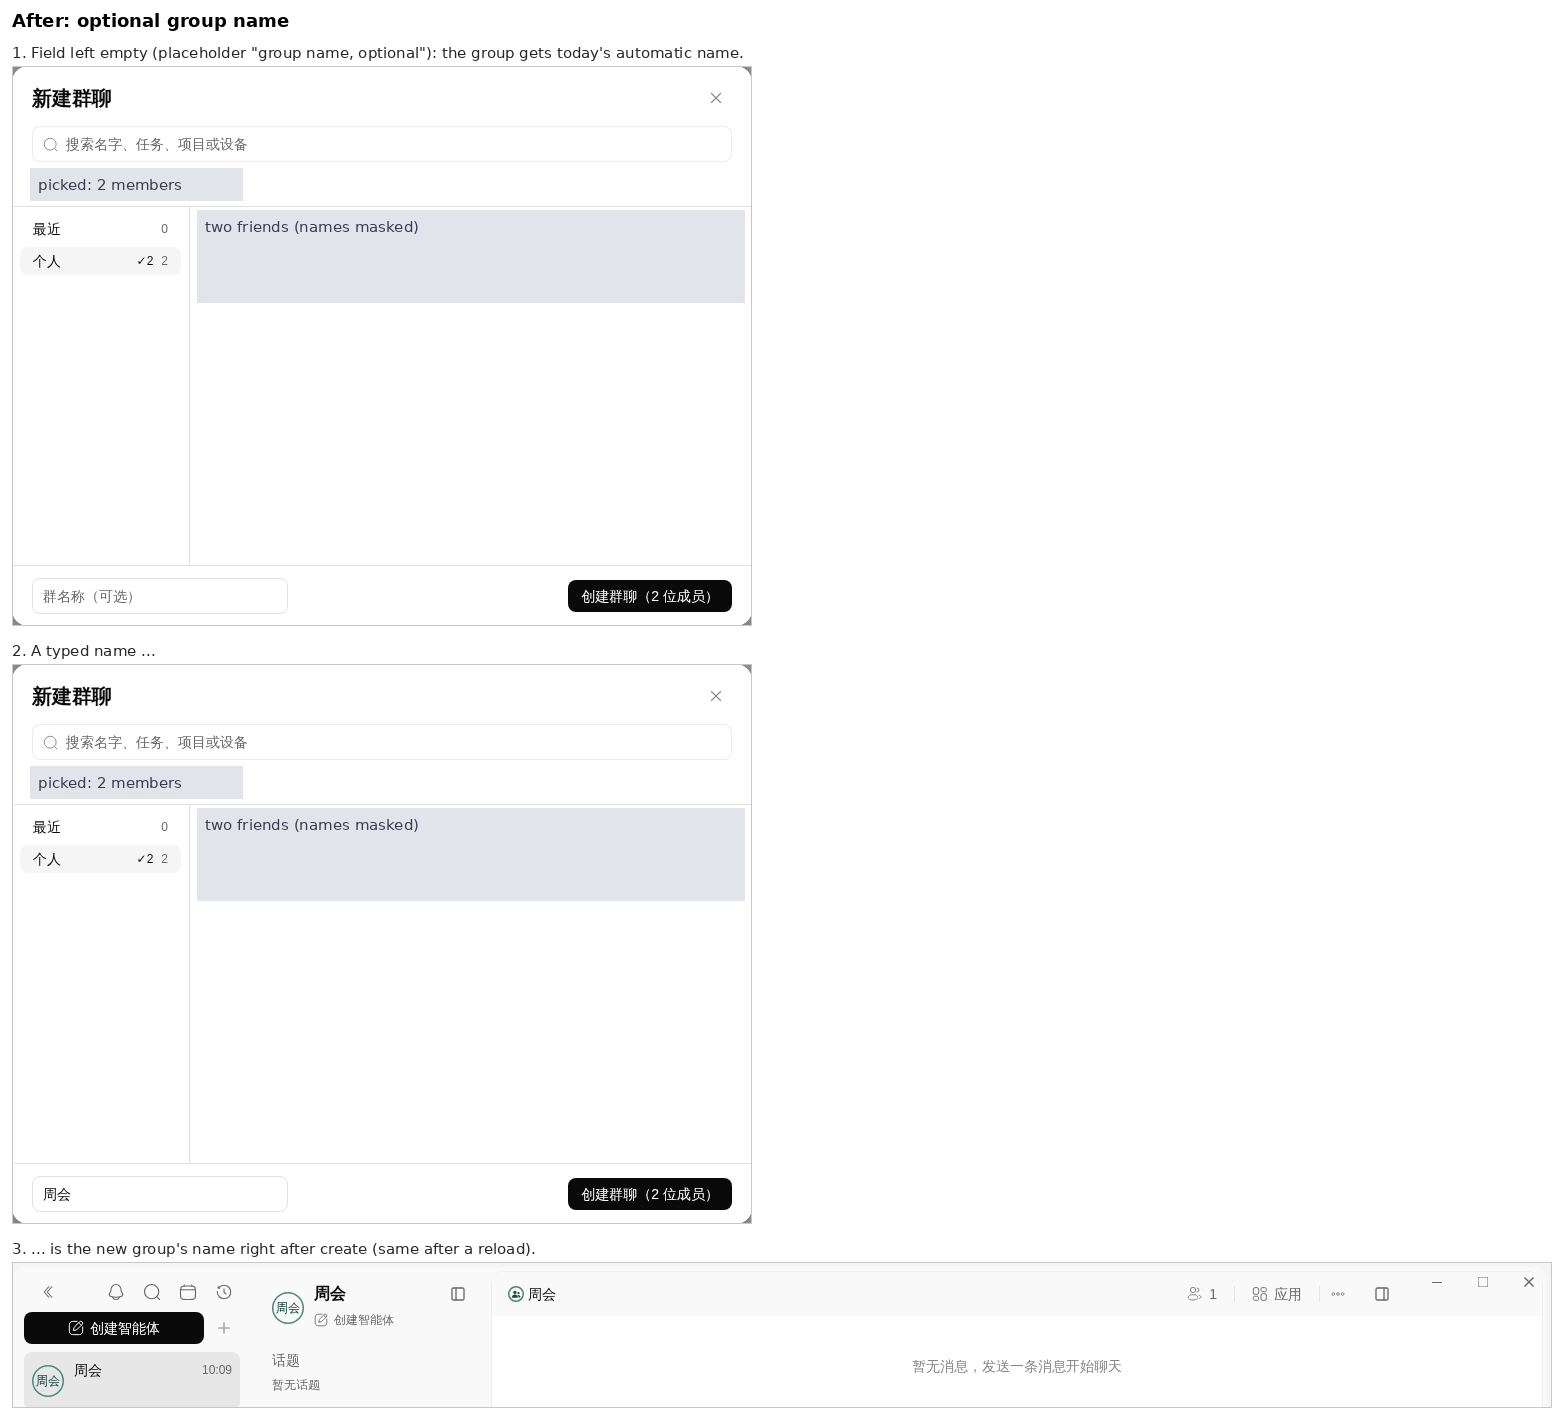 After: optional group name
1. Field left empty (placeholder "group name, optional"): the group gets today's automatic name.
新建群聊
搜索名字、任务、项目或设备
picked: 2 members
最近 0
two friends (names masked)
个人 ✓2 2
群名称（可选）
创建群聊（2 位成员）
2. A typed name ...
新建群聊
搜索名字、任务、项目或设备
picked: 2 members
最近 0
two friends (names masked)
个人 ✓2 2
周会
创建群聊（2 位成员）
3. ... is the new group's name right after create (same after a reload).
创建智能体
周会 周会 10:09
周会 周会
创建智能体
话题
暂无话题
周会 1 应用
暂无消息，发送一条消息开始聊天